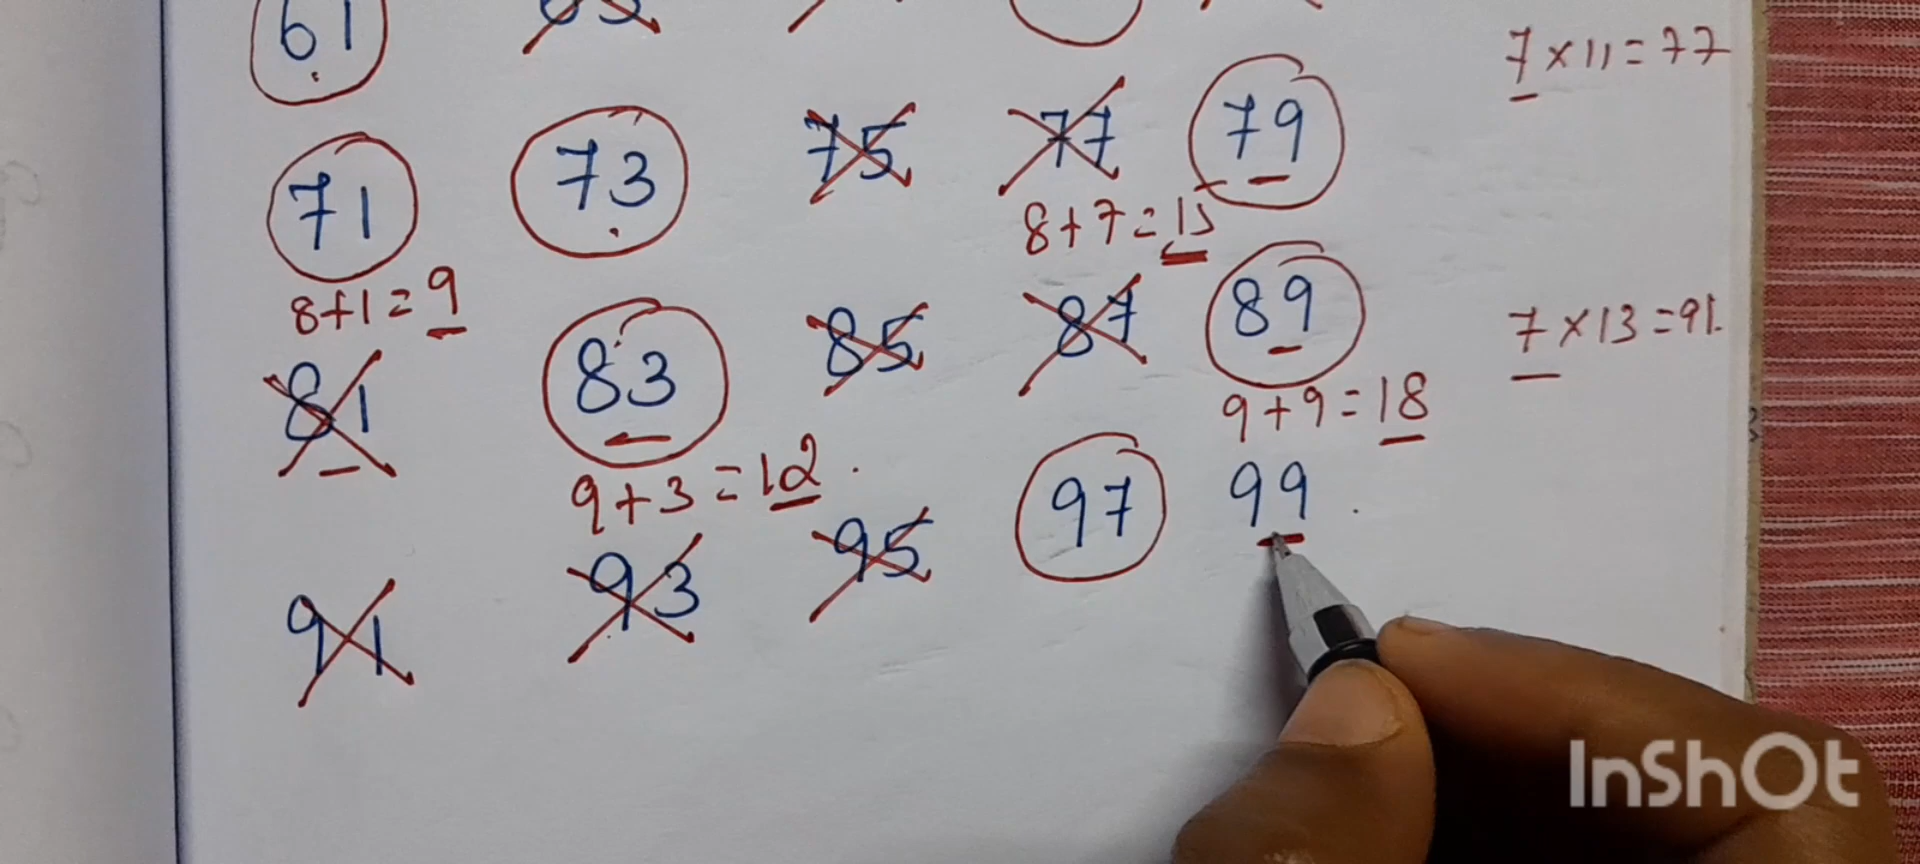 61 63
7 × 11 = 77
71 73 75 77 79
8+1 = 9 8+7 = 15
81 83 85 87 89
7 × 13 = 91.
9+3 = 12. 9+9 = 18
91 93 95 97 99.
InShOt